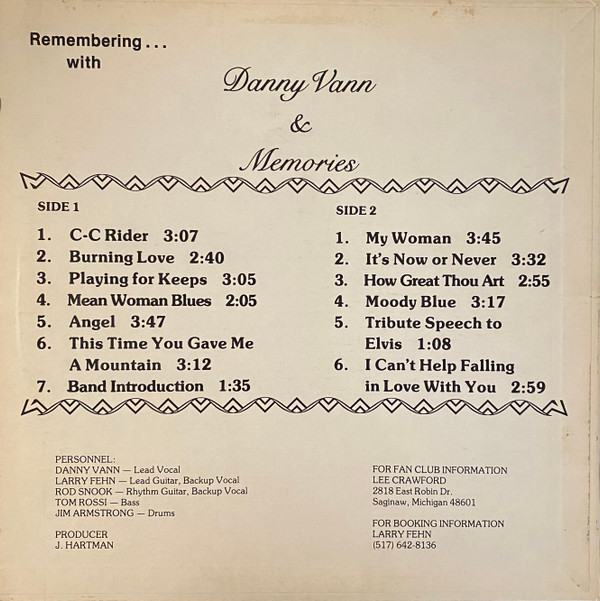 Remembering...
with
Danny Vann
&
Memories
SIDE 1
1. C-C Rider 3:07
2. Burning Love 2:40
3. Playing for Keeps 3:05
4. Mean Woman Blues 2:05
5. Angel 3:47
6. This Time You Gave Me
A Mountain 3:12
7. Band Introduction 1:35
SIDE 2
1. My Woman 3:45
2. It's Now or Never 3:32
3. How Great Thou Art 2:55
4. Moody Blue 3:17
5. Tribute Speech to
Elvis 1:08
6. I Can't Help Falling
in Love With You 2:59
PERSONNEL:
DANNY VANN — Lead Vocal
LARRY FEHN — Lead Guitar, Backup Vocal
ROD SNOOK — Rhythm Guitar, Backup Vocal
TOM ROSSI — Bass
JIM ARMSTRONG — Drums
PRODUCER
J. HARTMAN
FOR FAN CLUB INFORMATION
LEE CRAWFORD
2818 East Robin Dr.
Saginaw, Michigan 48601
FOR BOOKING INFORMATION
LARRY FEHN
(517) 642-8136